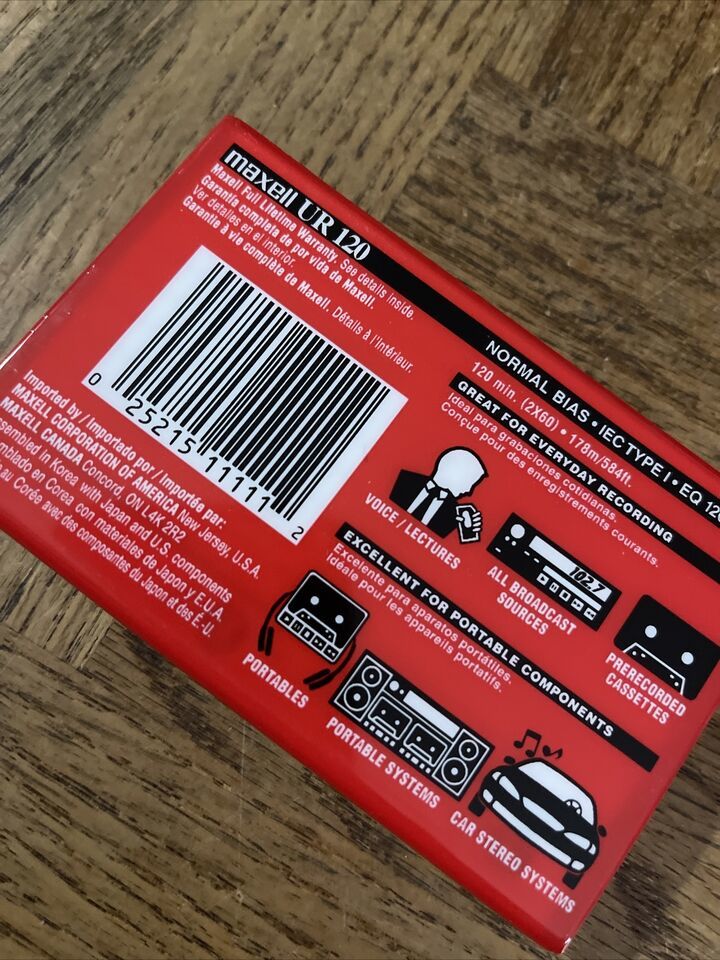 maxell UR 120
Maxell Full Lifetime Warranty. See details inside.
Garantía completa de por vida de Maxell.
Ver detalles en el interior.
Garantie à vie complète de Maxell. Détails à l'intérieur.
0 25215 11111 2
Imported by / Importado por / Importée par:
MAXELL CORPORATION OF AMERICA New Jersey, U.S.A.
MAXELL CANADA Concord, ON L4K 2R2
in Korea with Japan and U.S. components
en Corea con materiales de Japon y E.U.A.
au Corée avec des composantes du Japon et des É.-U.
NORMAL BIAS • IEC TYPE I • EQ
120 min. (2X60) • 178m/584ft.
GREAT FOR EVERYDAY RECORDING
Ideal para grabaciones cotidianas.
Conçue pour des enregistrements courants.
VOICE / LECTURES
102.7
ALL BROADCAST
SOURCES
PRERECORDED
CASSETTES
EXCELLENT FOR PORTABLE COMPONENTS
Excelente para aparatos portátiles.
Idéale pour les appareils portatifs.
PORTABLES
PORTABLE SYSTEMS
CAR STEREO SYSTEMS